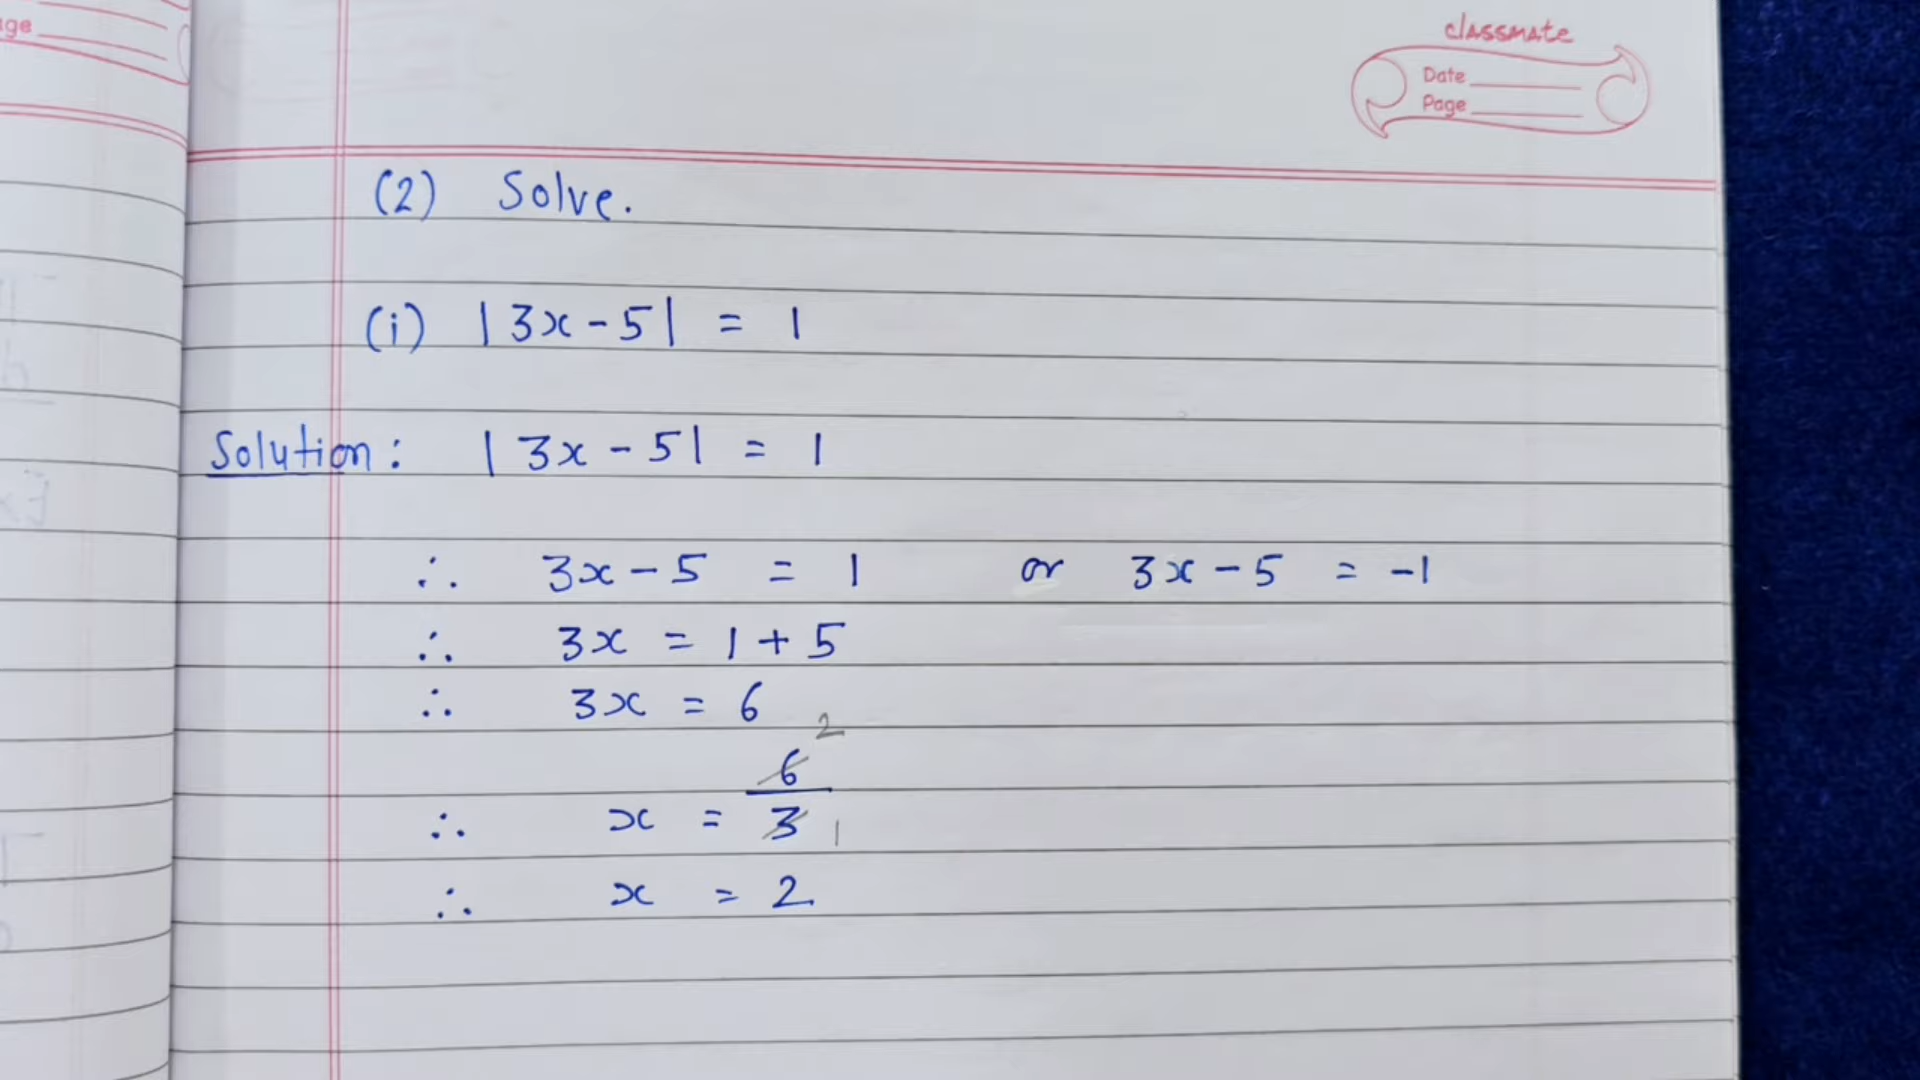 age
classmate
Date
Page
(2) Solve.
(i) |3x-5| = 1
Solution: |3x-5| = 1
∴ 3x-5 = 1 or 3x-5 = -1
∴ 3x = 1+5
∴ 3x = 6
2
6
∴ x = 3 1
∴ x = 2